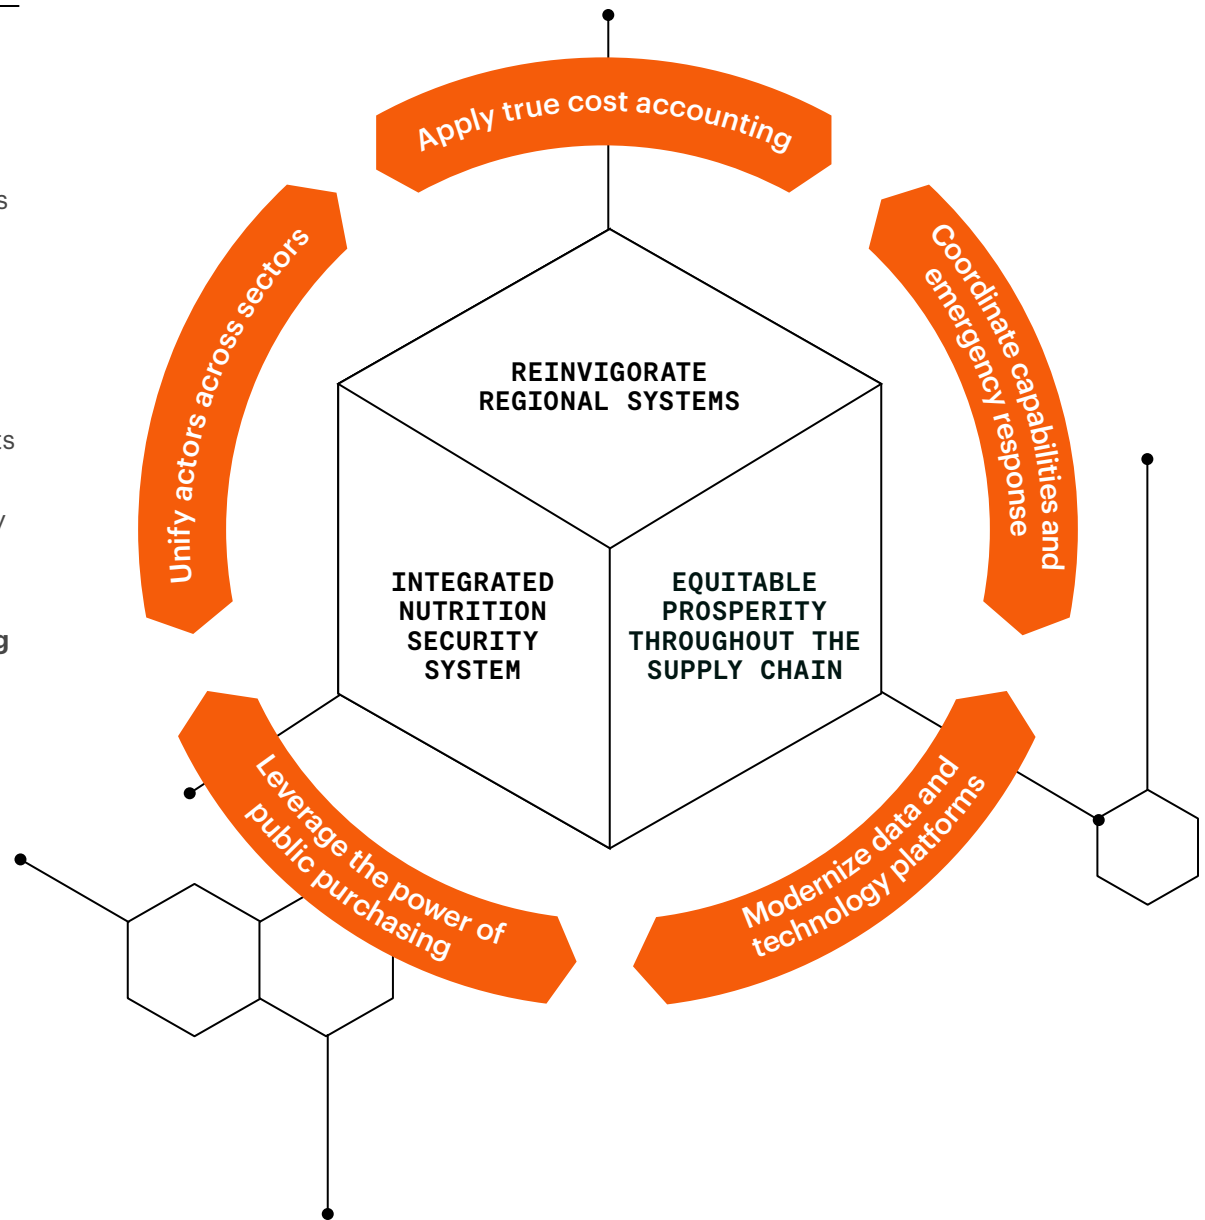 Apply true cost accounting
Unify actors across sectors
Coordinate capabilities and
emergency response
REINVIGORATE
REGIONAL SYSTEMS
INTEGRATED
NUTRITION
SECURITY
SYSTEM
EQUITABLE
PROSPERITY
THROUGHOUT THE
SUPPLY CHAIN
Leverage the power of
public purchasing
Modernize data and
technology platforms